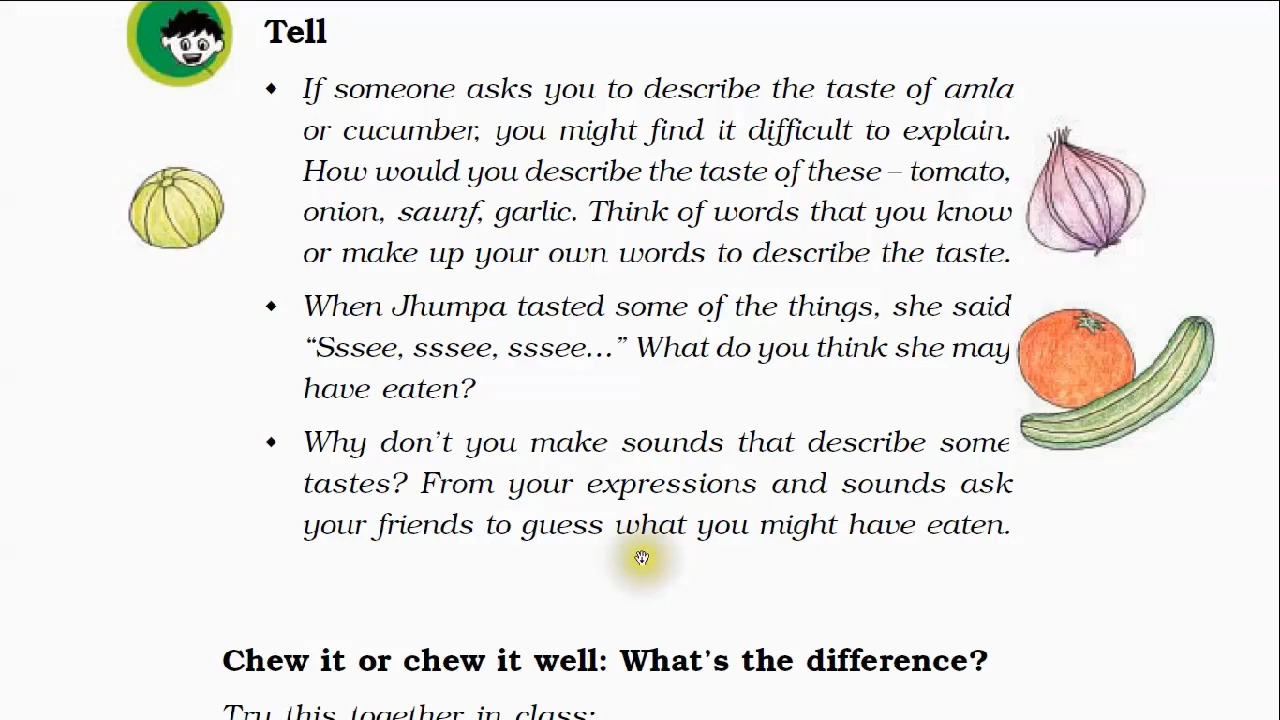 Tell
• If someone asks you to describe the taste of amla
or cucumber, you might find it difficult to explain.
How would you describe the taste of these – tomato,
onion, saunf, garlic. Think of words that you know
or make up your own words to describe the taste.
• When Jhumpa tasted some of the things, she said
“Sssee, sssee, sssee...” What do you think she may
have eaten?
• Why don’t you make sounds that describe some
tastes? From your expressions and sounds ask
your friends to guess what you might have eaten.
Chew it or chew it well: What’s the difference?
Try this together in class: